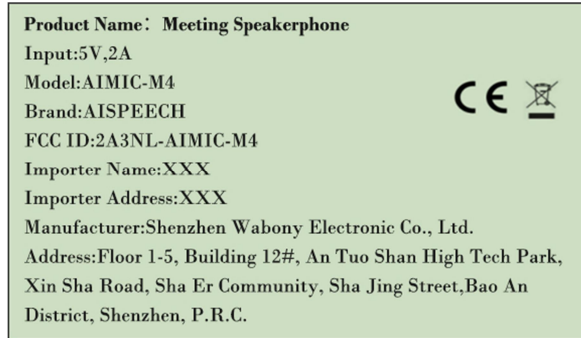 Product Name： Meeting Speakerphone
Input:5V,2A
Model:AIMIC-M4
Brand:AISPEECH
FCC ID:2A3NL-AIMIC-M4
Importer Name:XXX
Importer Address:XXX
CE
Manufacturer:Shenzhen Wabony Electronic Co., Ltd.
Address:Floor 1-5, Building 12#, An Tuo Shan High Tech Park,
Xin Sha Road, Sha Er Community, Sha Jing Street,Bao An
District, Shenzhen, P.R.C.